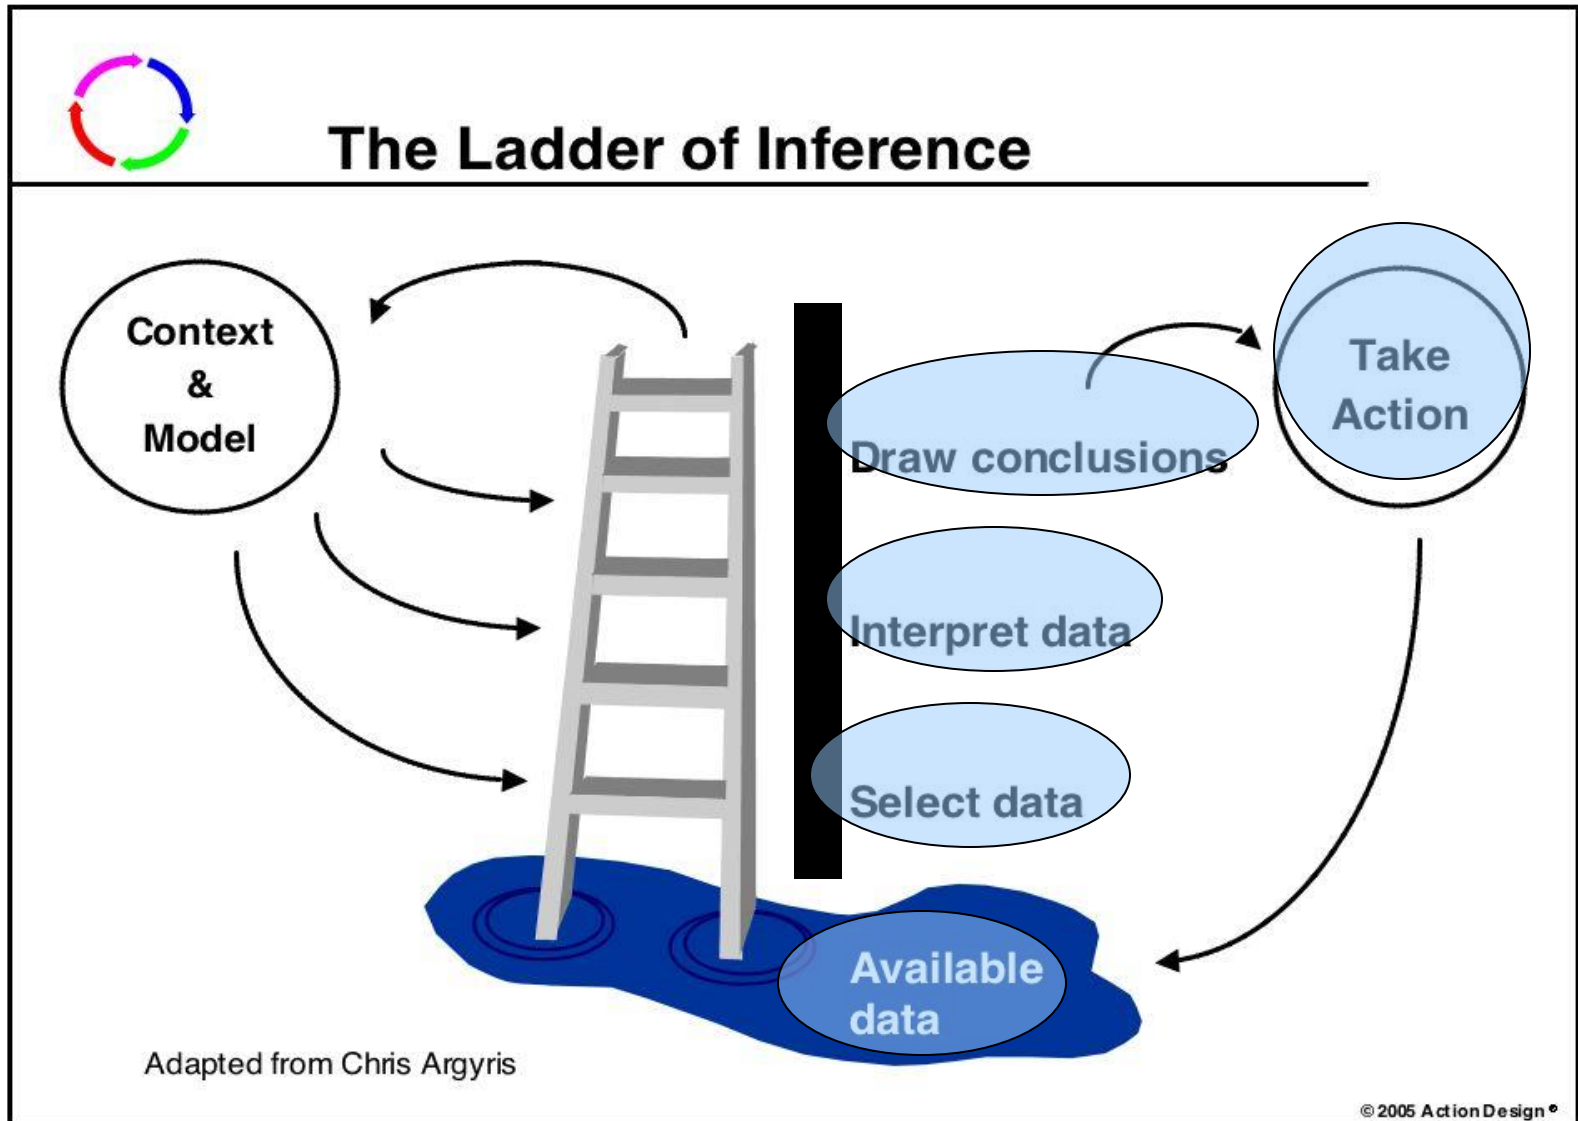 The Ladder of Inference
Context
&
Model
Take
Action
Draw conclusions
Interpret data
Select data
Available
data
Adapted from Chris Argyris
© 2005 Action Design ®